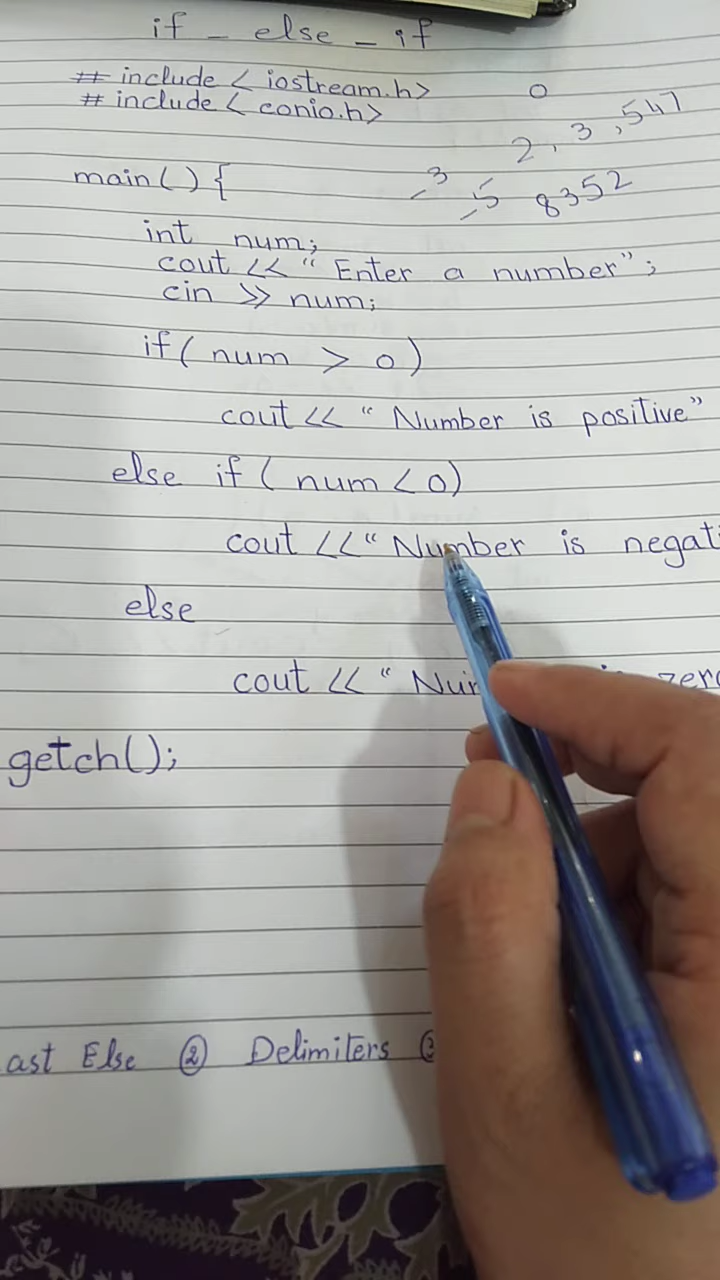 if - else - if
# include < iostream.h> 0
# include < conio.h> 2, 3, 547
main() { -3 -5 8352
int num;
cout << " Enter a number";
cin >> num;
if( num > 0)
cout << " Number is positive"
else if ( num < 0)
cout << " Number is negati
else
cout << "
getch();
ast Else ② Delimiters